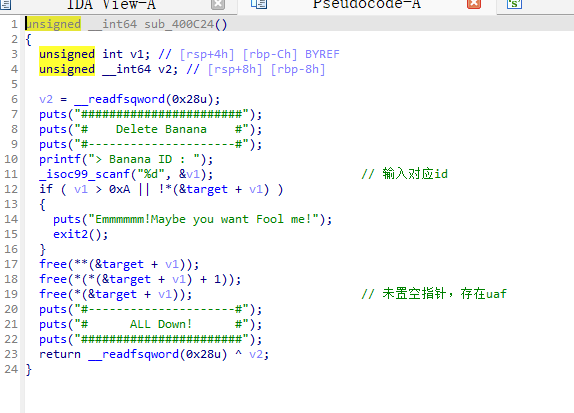 IDA View-A
Pseudocode-A
1 unsigned __int64 sub_400C24()
2 {
3 unsigned int v1; // [rsp+4h] [rbp-Ch] BYREF
4 unsigned __int64 v2; // [rsp+8h] [rbp-8h]
5
6 v2 = __readfsqword(0x28u);
7 puts("#######################");
8 puts("#    Delete Banana    #");
9 puts("#---------------------#");
10 printf("> Banana ID : ");
11 _isoc99_scanf("%d", &v1); // 输入对应id
12 if ( v1 > 0xA || !*(&target + v1) )
13 {
14 puts("Emmmmmm!Maybe you want Fool me!");
15 exit2();
16 }
17 free(**(&target + v1));
18 free(*(*(&target + v1) + 1));
19 free(*(&target + v1)); // 未置空指针，存在uaf
20 puts("#---------------------#");
21 puts("#      ALL Down!      #");
22 puts("#######################");
23 return __readfsqword(0x28u) ^ v2;
24 }